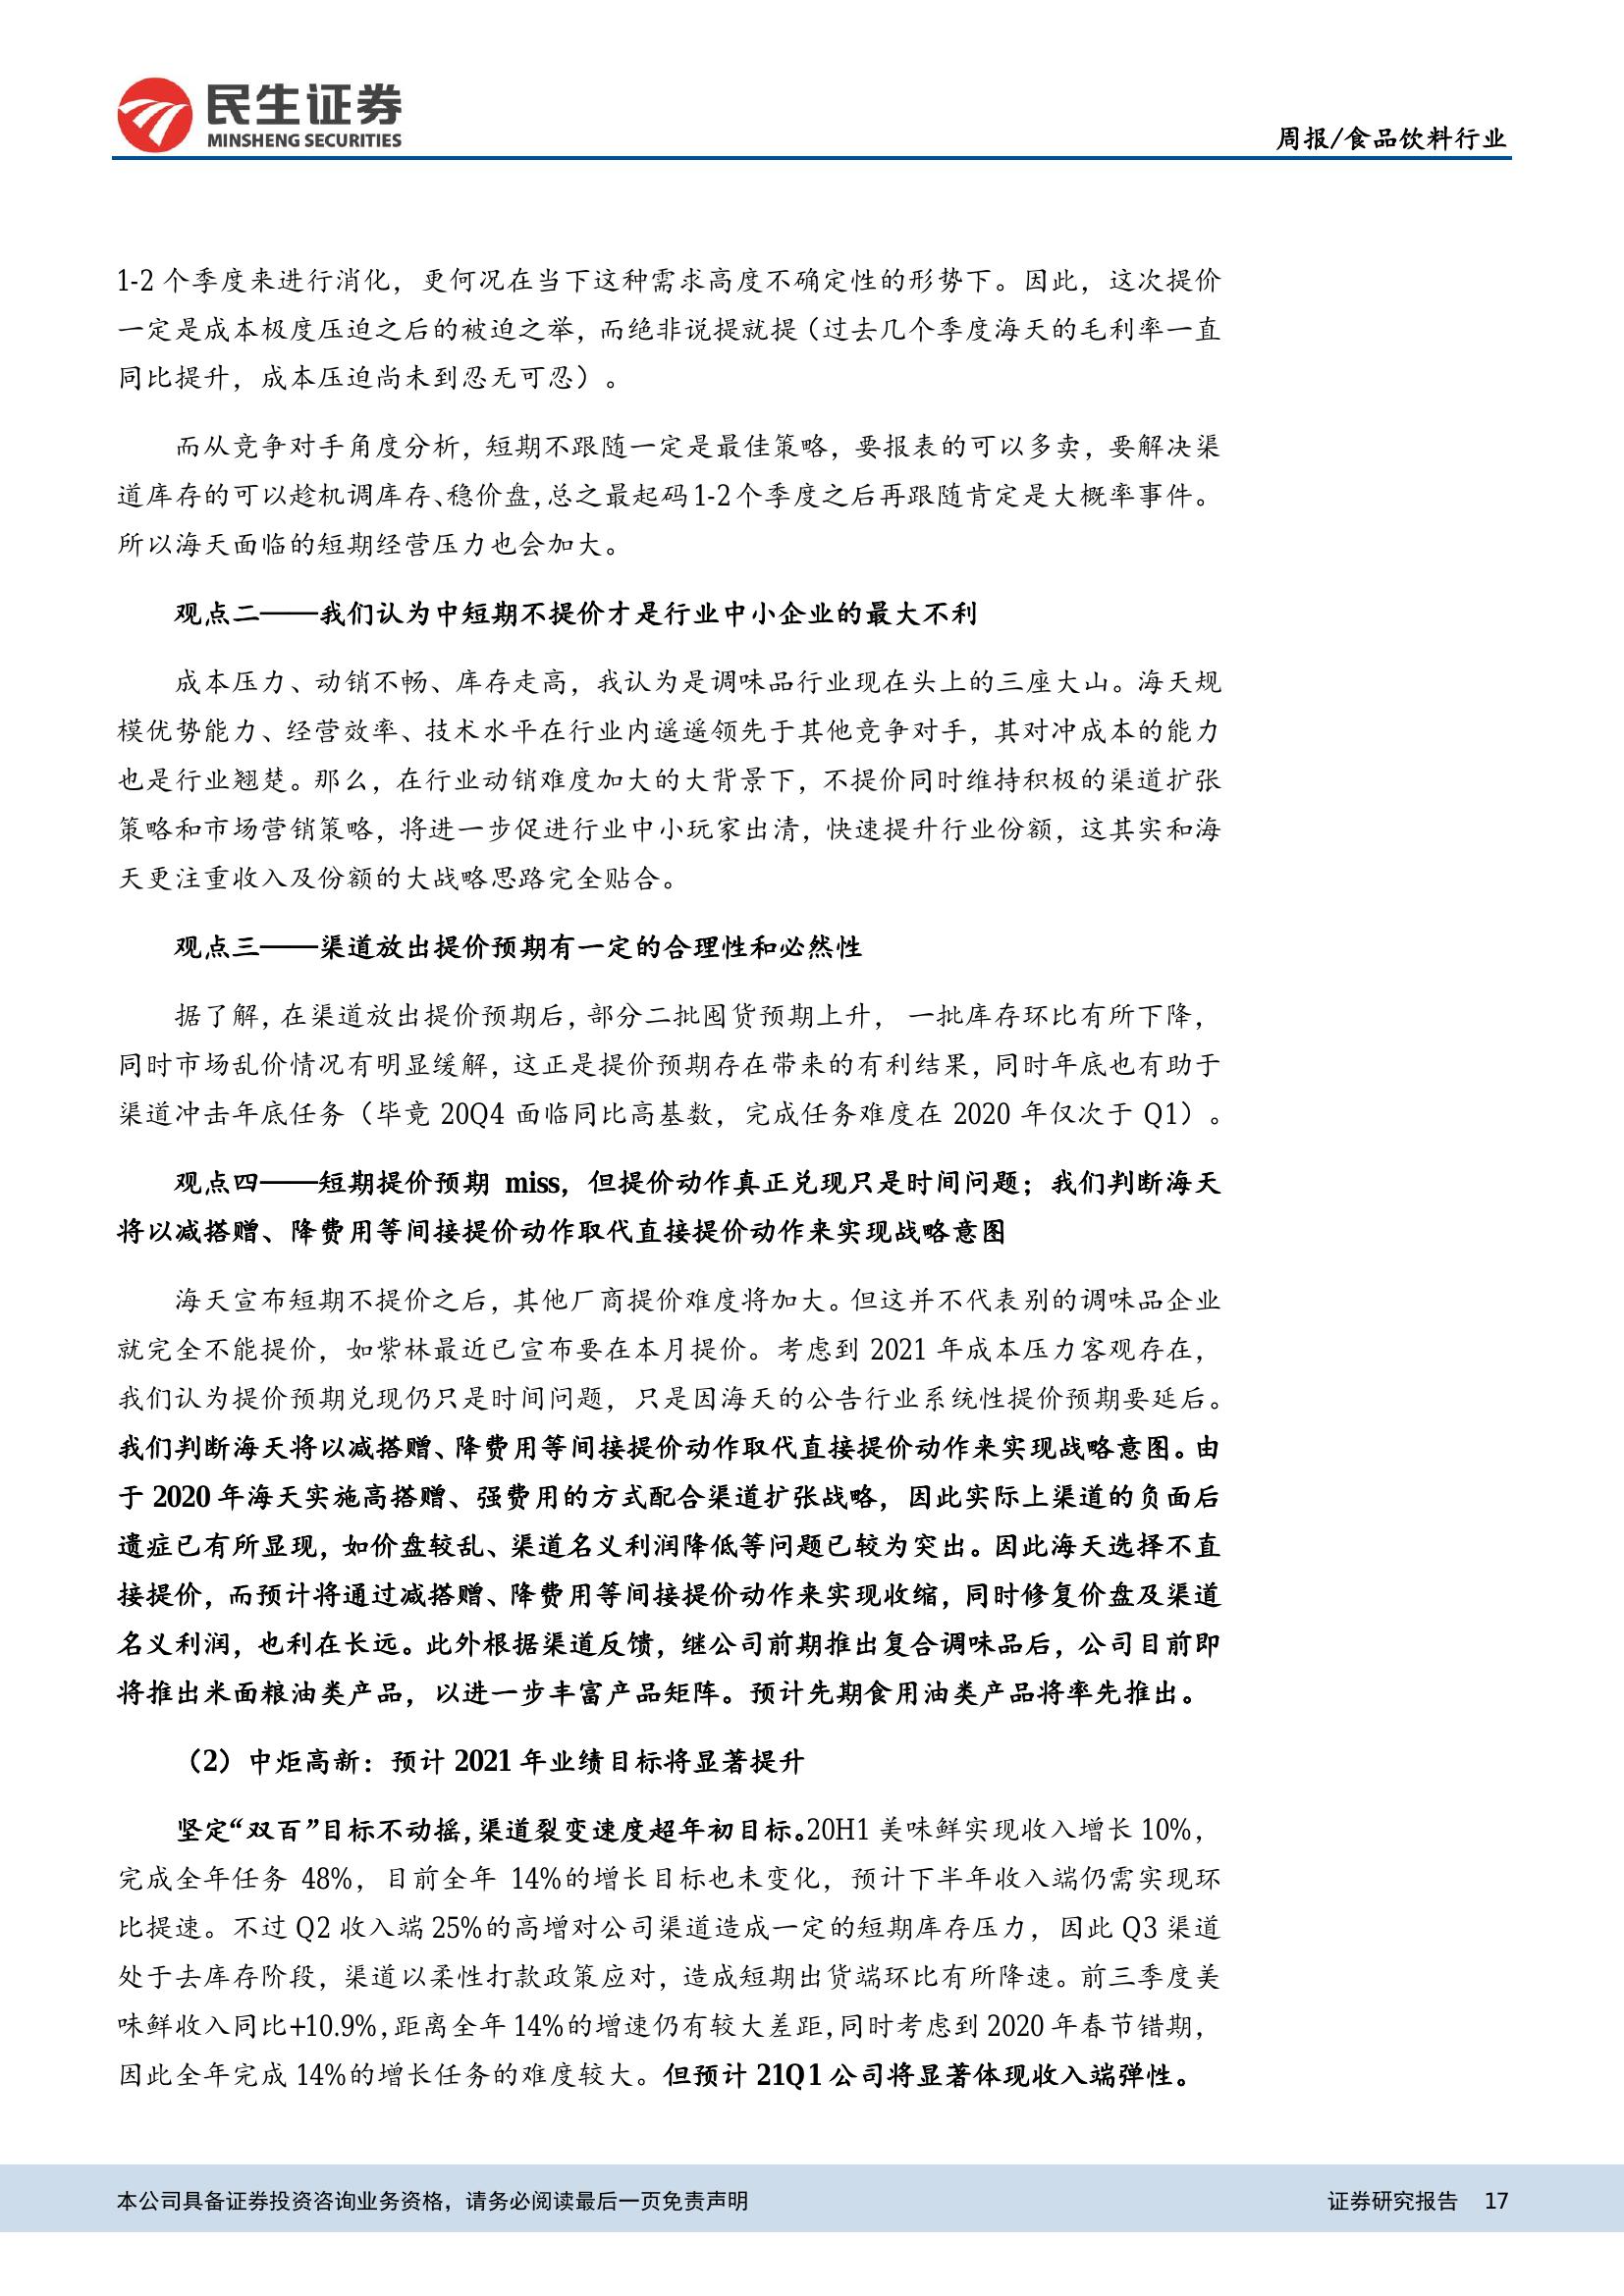 民生证券
MINSHENG SECURITIES
周报/食品饮料行业
1-2 个季度来进行消化，更何况在当下这种需求高度不确定性的形势下。因此，这次提价
一定是成本极度压迫之后的被迫之举，而绝非说提就提（过去几个季度海天的毛利率一直
同比提升，成本压迫尚未到忍无可忍）。
而从竞争对手角度分析，短期不跟随一定是最佳策略，要报表的可以多卖，要解决渠
道库存的可以趁机调库存、稳价盘，总之最起码 1-2 个季度之后再跟随肯定是大概率事件。
所以海天面临的短期经营压力也会加大。
观点二——我们认为中短期不提价才是行业中小企业的最大不利
成本压力、动销不畅、库存走高，我认为是调味品行业现在头上的三座大山。海天规
模优势能力、经营效率、技术水平在行业内遥遥领先于其他竞争对手，其对冲成本的能力
也是行业翘楚。那么，在行业动销难度加大的大背景下，不提价同时维持积极的渠道扩张
策略和市场营销策略，将进一步促进行业中小玩家出清，快速提升行业份额，这其实和海
天更注重收入及份额的大战略思路完全贴合。
观点三——渠道放出提价预期有一定的合理性和必然性
据了解，在渠道放出提价预期后，部分二批囤货预期上升， 一批库存环比有所下降，
同时市场乱价情况有明显缓解，这正是提价预期存在带来的有利结果，同时年底也有助于
渠道冲击年底任务（毕竟 20Q4 面临同比高基数，完成任务难度在 2020 年仅次于 Q1）。
观点四——短期提价预期 miss，但提价动作真正兑现只是时间问题；我们判断海天
将以减搭赠、降费用等间接提价动作取代直接提价动作来实现战略意图
海天宣布短期不提价之后，其他厂商提价难度将加大。但这并不代表别的调味品企业
就完全不能提价，如紫林最近已宣布要在本月提价。考虑到 2021 年成本压力客观存在，
我们认为提价预期兑现仍只是时间问题，只是因海天的公告行业系统性提价预期要延后。
我们判断海天将以减搭赠、降费用等间接提价动作取代直接提价动作来实现战略意图。由
于 2020 年海天实施高搭赠、强费用的方式配合渠道扩张战略，因此实际上渠道的负面后
遗症已有所显现，如价盘较乱、渠道名义利润降低等问题已较为突出。因此海天选择不直
接提价，而预计将通过减搭赠、降费用等间接提价动作来实现收缩，同时修复价盘及渠道
名义利润，也利在长远。此外根据渠道反馈，继公司前期推出复合调味品后，公司目前即
将推出米面粮油类产品，以进一步丰富产品矩阵。预计先期食用油类产品将率先推出。
（2）中炬高新：预计 2021 年业绩目标将显著提升
坚定“双百”目标不动摇，渠道裂变速度超年初目标。20H1 美味鲜实现收入增长 10%，
完成全年任务 48%，目前全年 14%的增长目标也未变化，预计下半年收入端仍需实现环
比提速。不过 Q2 收入端 25%的高增对公司渠道造成一定的短期库存压力，因此 Q3 渠道
处于去库存阶段，渠道以柔性打款政策应对，造成短期出货端环比有所降速。前三季度美
味鲜收入同比+10.9%，距离全年 14%的增速仍有较大差距，同时考虑到 2020 年春节错期，
因此全年完成 14%的增长任务的难度较大。但预计 21Q1 公司将显著体现收入端弹性。
本公司具备证券投资咨询业务资格，请务必阅读最后一页免责声明
证券研究报告 17